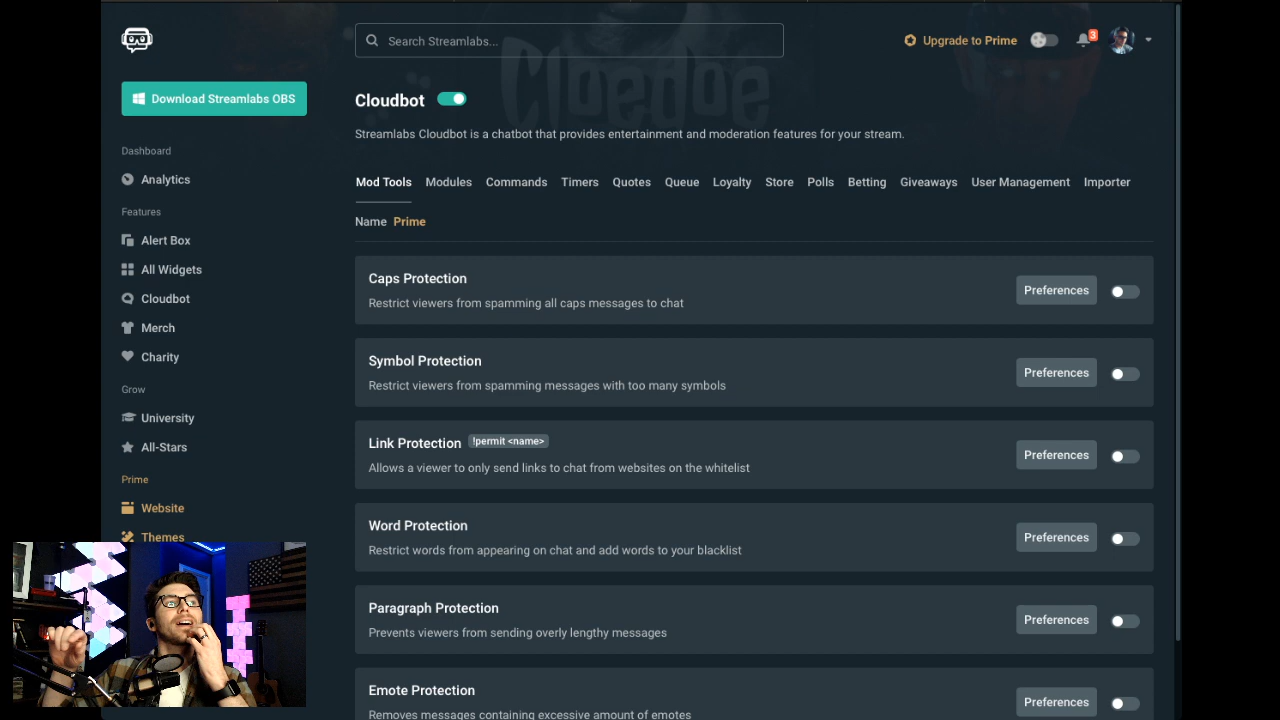 Search Streamlabs...
Upgrade to Prime
3
Download Streamlabs OBS
Dashboard
Analytics
Features
Alert Box
All Widgets
Cloudbot
Merch
Charity
Grow
University
All-Stars
Prime
Website
Themes
Cloudbot
Streamlabs Cloudbot is a chatbot that provides entertainment and moderation features for your stream.
Mod Tools Modules Commands Timers Quotes Queue Loyalty Store Polls Betting Giveaways User Management Importer
Name Prime
Caps Protection
Restrict viewers from spamming all caps messages to chat
Preferences
Symbol Protection
Restrict viewers from spamming messages with too many symbols
Preferences
Link Protection !permit <name>
Allows a viewer to only send links to chat from websites on the whitelist
Preferences
Word Protection
Restrict words from appearing on chat and add words to your blacklist
Preferences
Paragraph Protection
Prevents viewers from sending overly lengthy messages
Preferences
Emote Protection
Removes messages containing excessive amount of emotes
Preferences